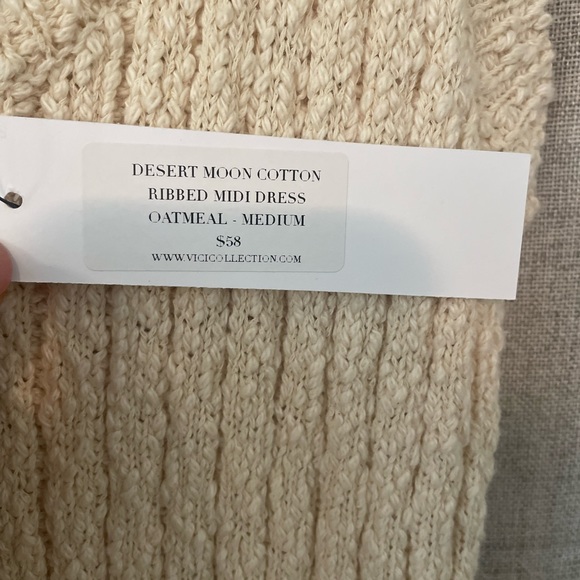 DESERT MOON COTTON
RIBBED MIDI DRESS
OATMEAL - MEDIUM
$58
WWW.VICICOLLECTION.COM